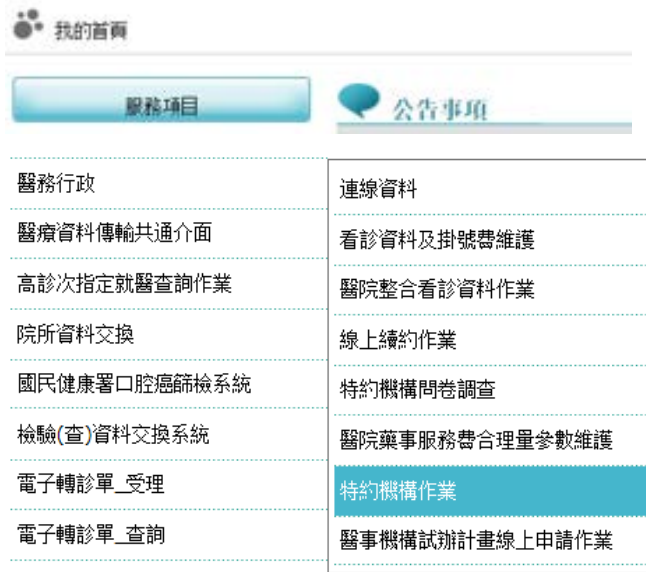 我的首頁
服務項目
公告事項
醫務行政
醫療資料傳輸共通介面
高診次指定就醫查詢作業
院所資料交換
國民健康署口腔癌篩檢系統
檢驗(查)資料交換系統
電子轉診單_受理
電子轉診單_查詢
連線資料
看診資料及掛號費維護
醫院整合看診資料作業
線上續約作業
特約機構問卷調查
醫院藥事服務費合理量參數維護
特約機構作業
醫事機構試辦計畫線上申請作業